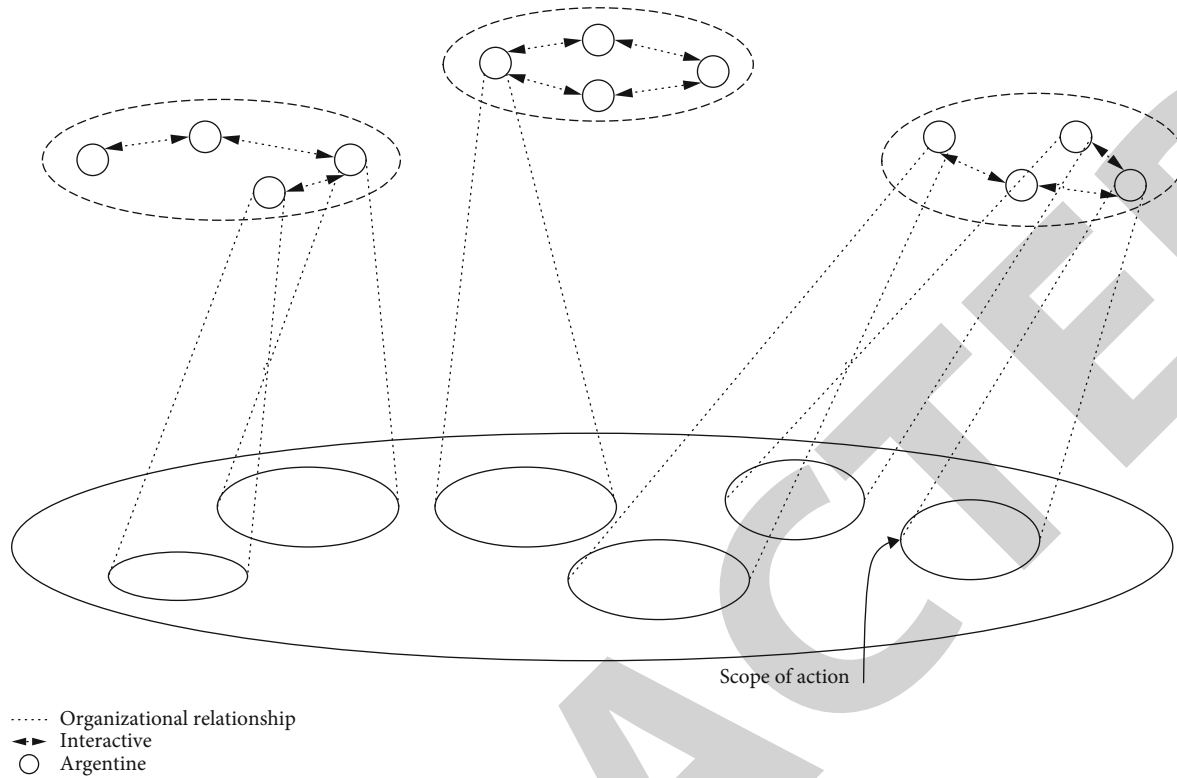 Scope of action
Organizational relationship
Interactive
Argentine